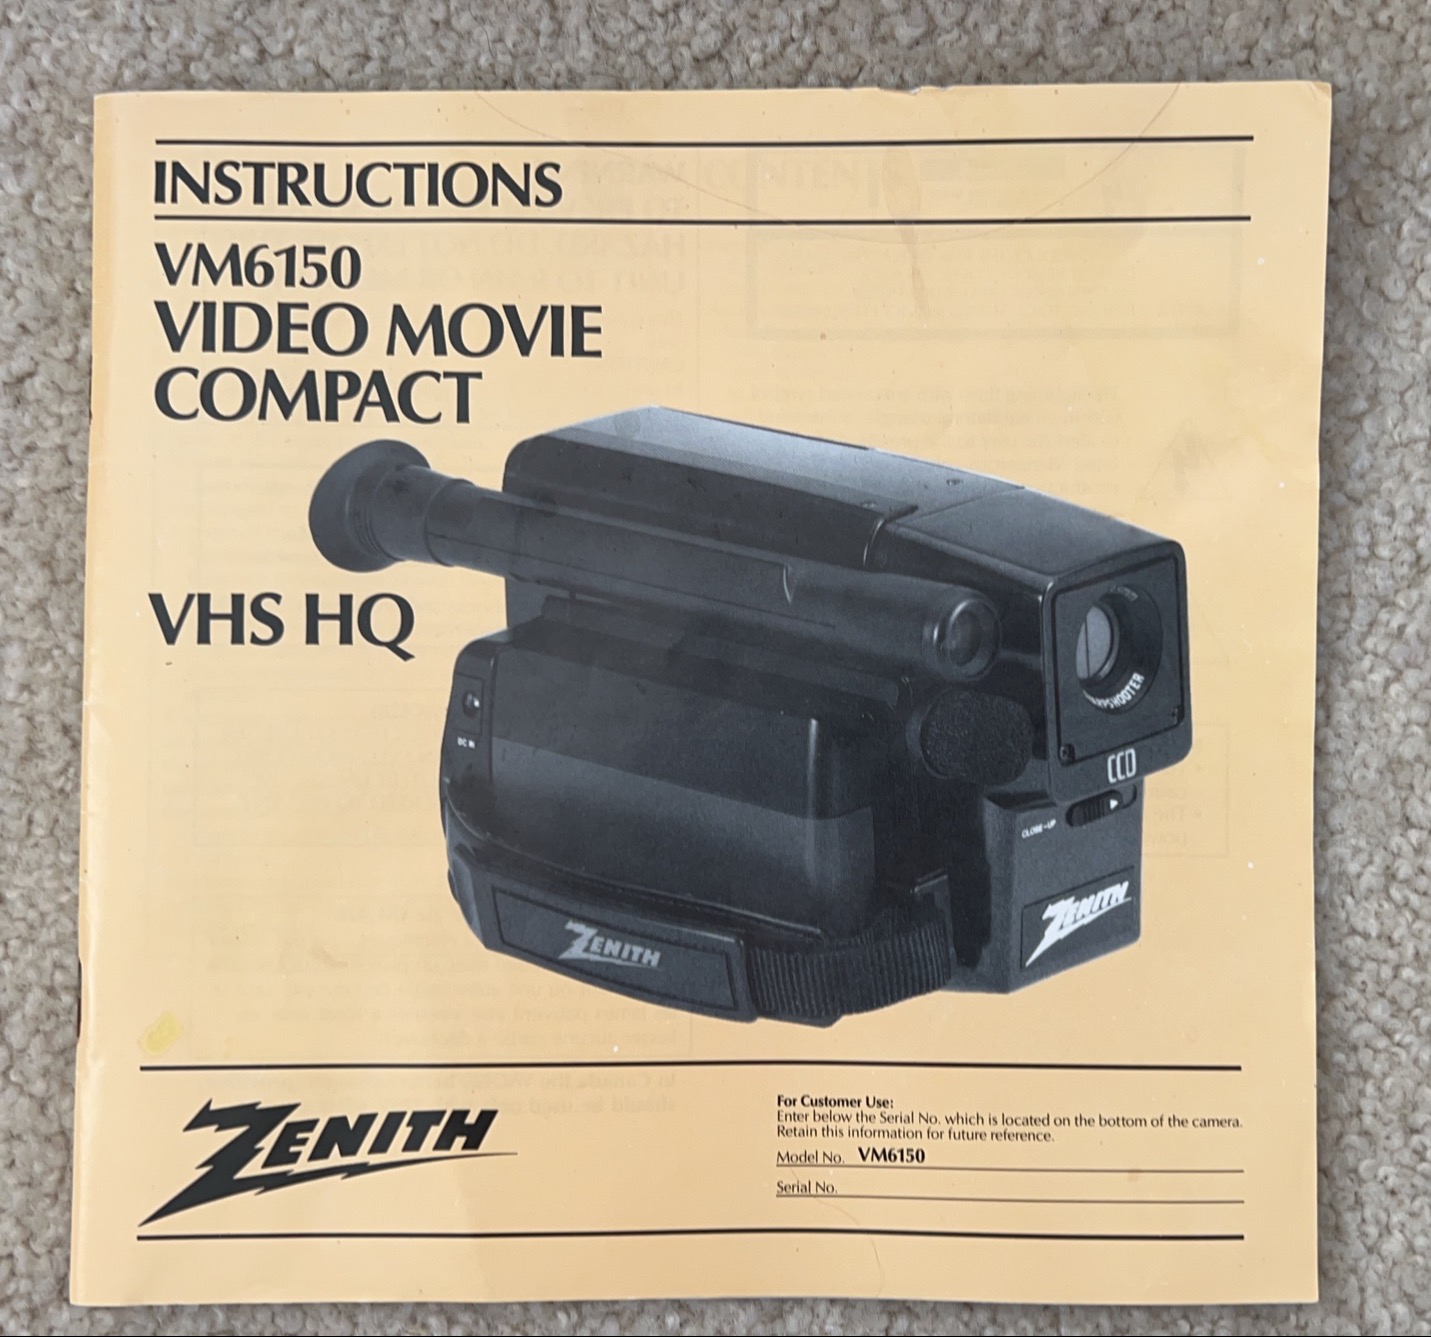 INSTRUCTIONS
VM6150
VIDEO MOVIE
COMPACT
VHS HQ
DC IN
CCD
CLOSE-UP
ZENITH
ZENITH
ZENITH
For Customer Use:
Enter below the Serial No. which is located on the bottom of the camera.
Retain this information for future reference.
Model No. VM6150
Serial No.